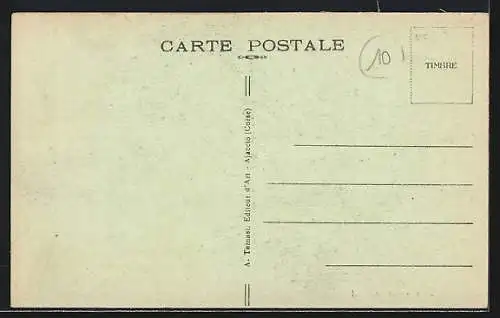 CARTE POSTALE
10
TIMBRE
A. Tomasi, Editeur d'Art - Ajaccio (Corse)